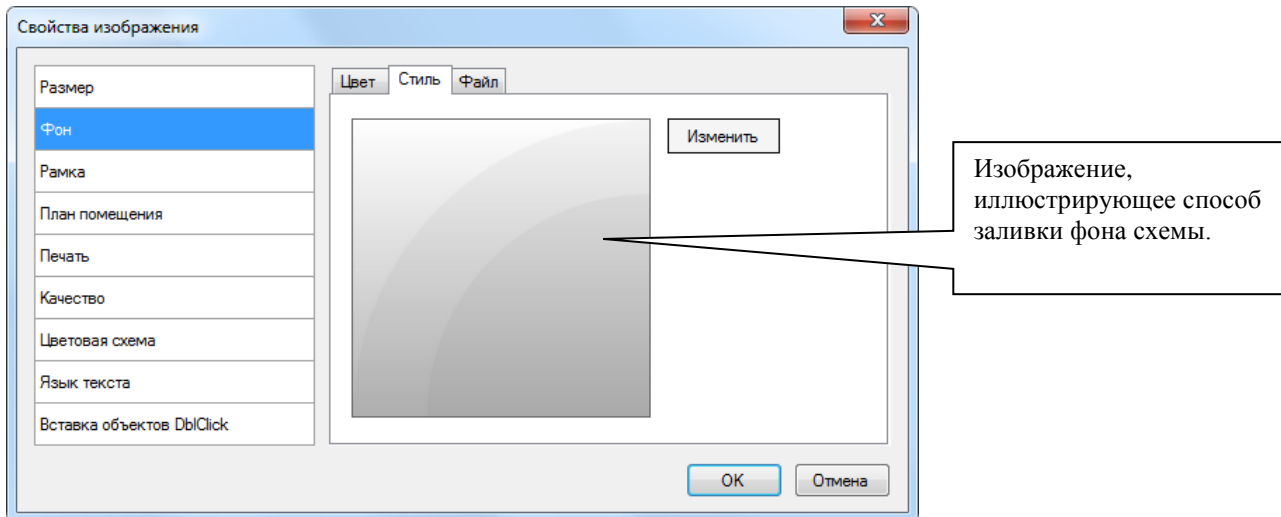 Свойства изображения
Размер
Фон
Рамка
План помещения
Печать
Качество
Цветовая схема
Язык текста
Вставка объектов DblClick
Цвет Стиль Файл
Изменить
OK Отмена
Изображение,
иллюстрирующее способ
заливки фона схемы.